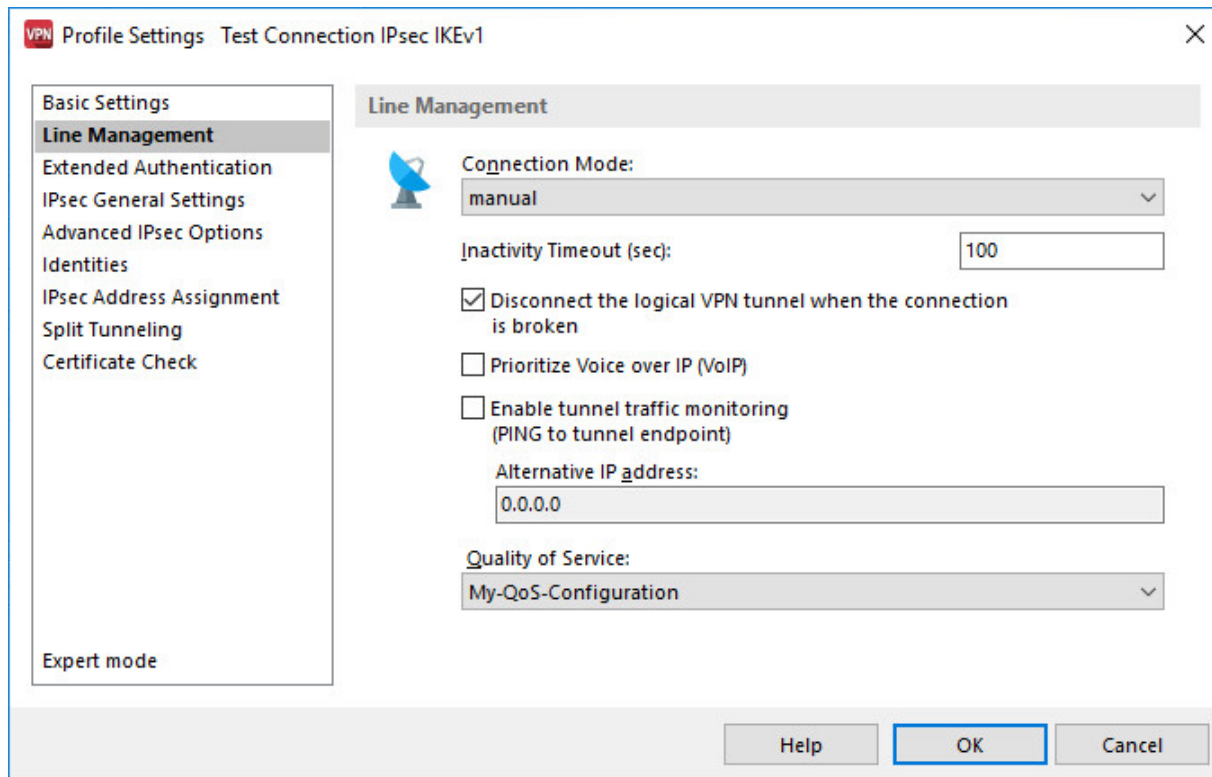 VPN Profile Settings Test Connection IPsec IKEv1
Basic Settings
Line Management
Extended Authentication
IPsec General Settings
Advanced IPsec Options
Identities
IPsec Address Assignment
Split Tunneling
Certificate Check
Expert mode
Line Management
Connection Mode:
manual
Inactivity Timeout (sec):
100
Disconnect the logical VPN tunnel when the connection
is broken
Prioritize Voice over IP (VoIP)
Enable tunnel traffic monitoring
(PING to tunnel endpoint)
Alternative IP address:
0.0.0.0
Quality of Service:
My-QoS-Configuration
Help
OK
Cancel